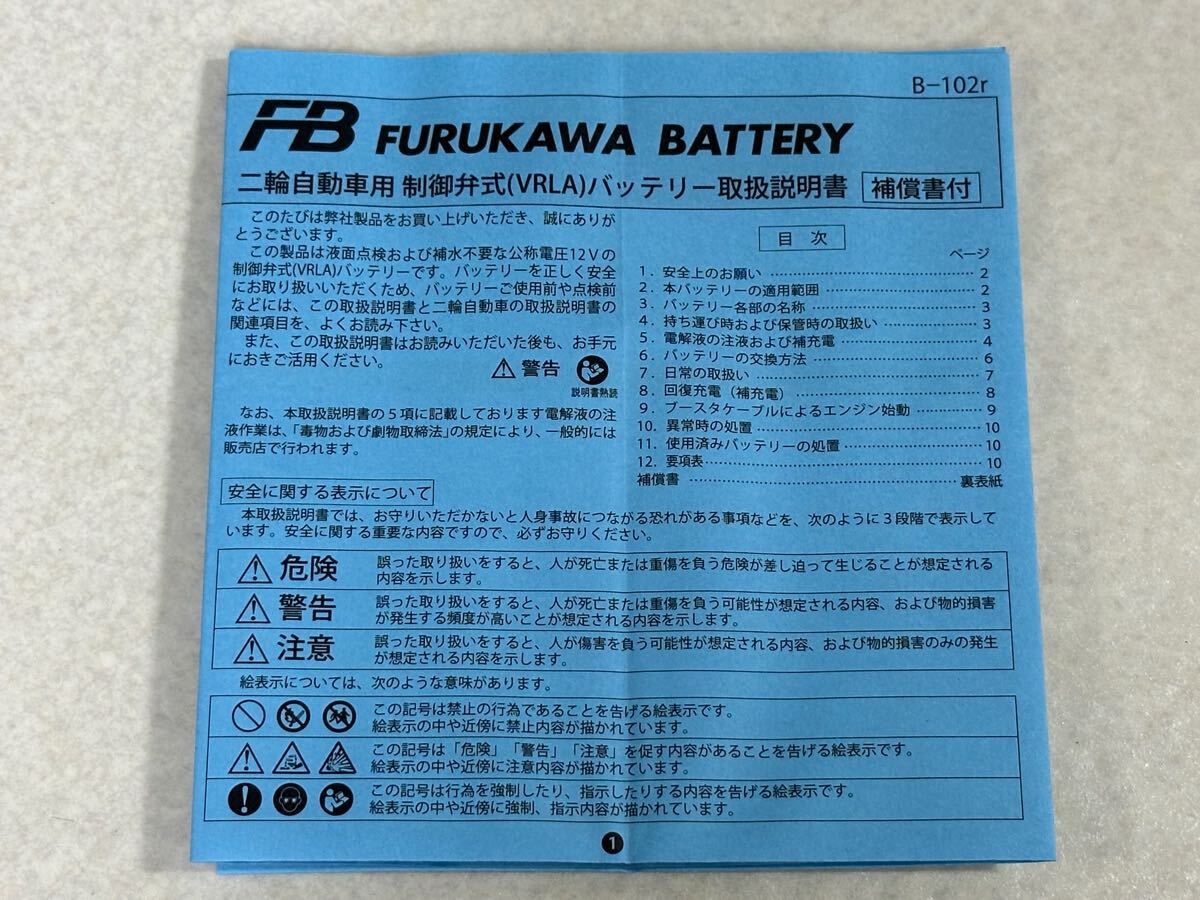 B-102r
FB FURUKAWA BATTERY
二輪自動車用 制御弁式(VRLA)バッテリー取扱説明書 補償書付
このたびは弊社製品をお買い上げいただき、誠にありが
とうございます。
この製品は液面点検および補水不要な公称電圧12Vの
制御弁式(VRLA)バッテリーです。バッテリーを正しく安全
にお取り扱いいただくため、バッテリーご使用前や点検前
などには、この取扱説明書と二輪自動車の取扱説明書の
関連項目を、よくお読み下さい。
また、この取扱説明書はお読みいただいた後も、お手元
におきご活用ください。
警告
説明書熟読
なお、本取扱説明書の5項に記載しております電解液の注
液作業は、「毒物および劇物取締法」の規定により、一般的には
販売店で行われます。
目 次
ページ
1. 安全上のお願い …… 2
2. 本バッテリーの適用範囲 …… 2
3. バッテリー各部の名称 …… 3
4. 持ち運び時および保管時の取扱い …… 3
5. 電解液の注液および補充電 …… 4
6. バッテリーの交換方法 …… 6
7. 日常の取扱い …… 7
8. 回復充電(補充電) …… 8
9. ブースタケーブルによるエンジン始動 …… 9
10. 異常時の処置 …… 10
11. 使用済みバッテリーの処置 …… 10
12. 要項表 …… 10
補償書 …… 裏表紙
安全に関する表示について
本取扱説明書では、お守りいただかないと人身事故につながる恐れがある事項などを、次のように3段階で表示して
います。安全に関する重要な内容ですので、必ずお守りください。
危険 誤った取り扱いをすると、人が死亡または重傷を負う危険が差し迫って生じることが想定される
内容を示します。
警告 誤った取り扱いをすると、人が死亡または重傷を負う可能性が想定される内容、および物的損害
が発生する頻度が高いことが想定される内容を示します。
注意 誤った取り扱いをすると、人が傷害を負う可能性が想定される内容、および物的損害のみの発生
が想定される内容を示します。
絵表示については、次のような意味があります。
この記号は禁止の行為であることを告げる絵表示です。
絵表示の中や近傍に禁止内容が描かれています。
この記号は「危険」「警告」「注意」を促す内容があることを告げる絵表示です。
絵表示の中や近傍に注意内容が描かれています。
この記号は行為を強制したり、指示したりする内容を告げる絵表示です。
絵表示の中や近傍に強制、指示内容が描かれています。
1